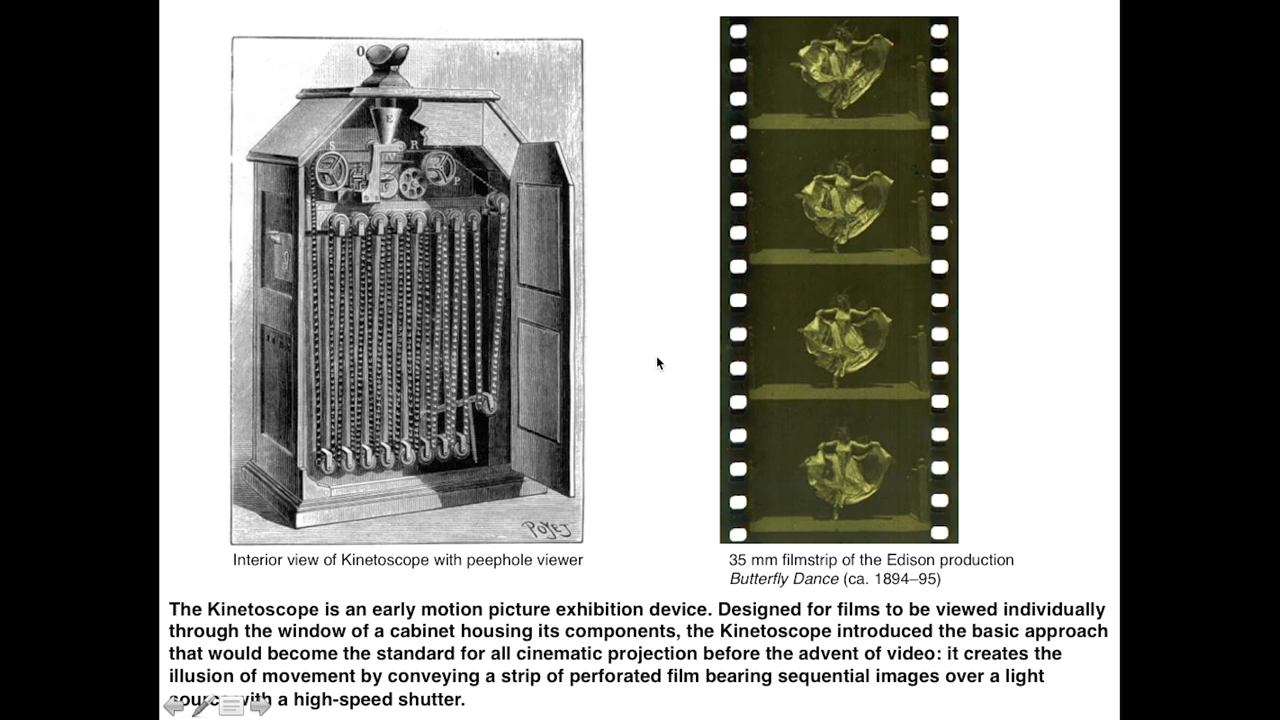 O
E
S
R
P
POYET
Interior view of Kinetoscope with peephole viewer
35 mm filmstrip of the Edison production
Butterfly Dance (ca. 1894–95)
The Kinetoscope is an early motion picture exhibition device. Designed for films to be viewed individually
through the window of a cabinet housing its components, the Kinetoscope introduced the basic approach
that would become the standard for all cinematic projection before the advent of video: it creates the
illusion of movement by conveying a strip of perforated film bearing sequential images over a light
source with a high-speed shutter.